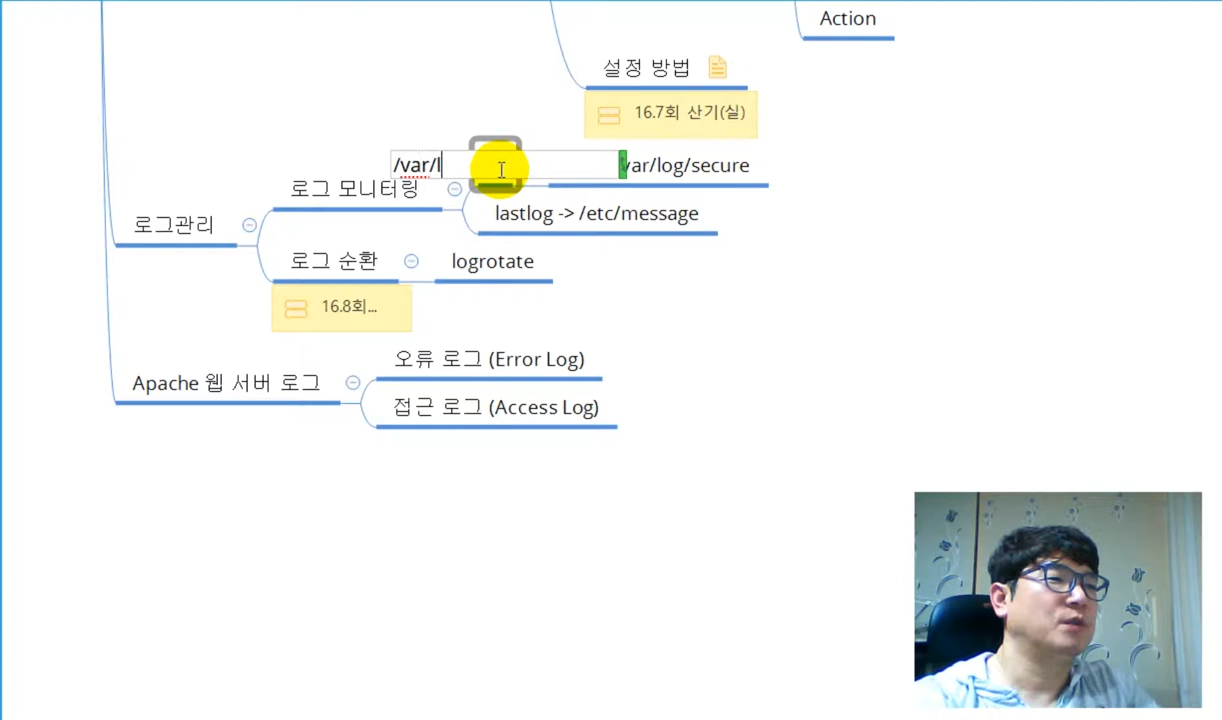 Action
설정 방법
16.7회 산기(실)
/var/l
var/log/secure
로그 모니터링
lastlog -> /etc/message
로그관리
로그 순환
logrotate
16.8회...
오류 로그 (Error Log)
Apache 웹 서버 로그
접근 로그 (Access Log)